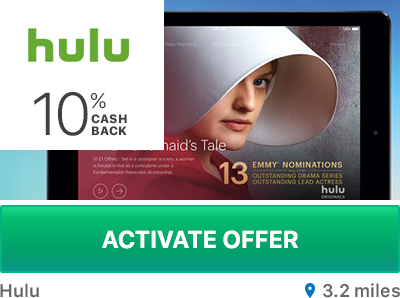 hulu
10% CASH BACK
naid's Tale
13 EMMY® NOMINATIONS
OUTSTANDING DRAMA SERIES
OUTSTANDING LEAD ACTRESS
hulu
ORIGINALS
ACTIVATE OFFER
Hulu
3.2 miles